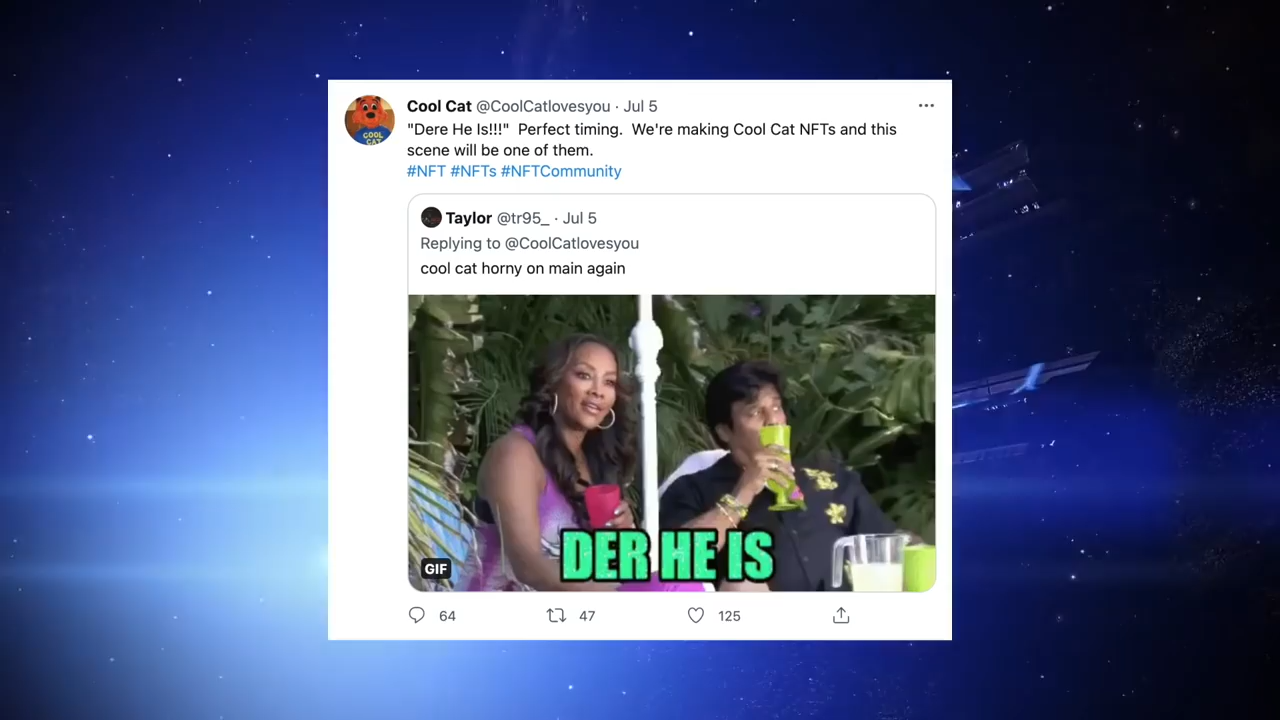 Cool Cat @CoolCatlovesyou · Jul 5
"Dere He Is!!!"  Perfect timing.  We're making Cool Cat NFTs and this
scene will be one of them.
#NFT #NFTs #NFTCommunity
COOL
CAT
Taylor @tr95_ · Jul 5
Replying to @CoolCatlovesyou
cool cat horny on main again
DER HE IS
GIF
64 47 125